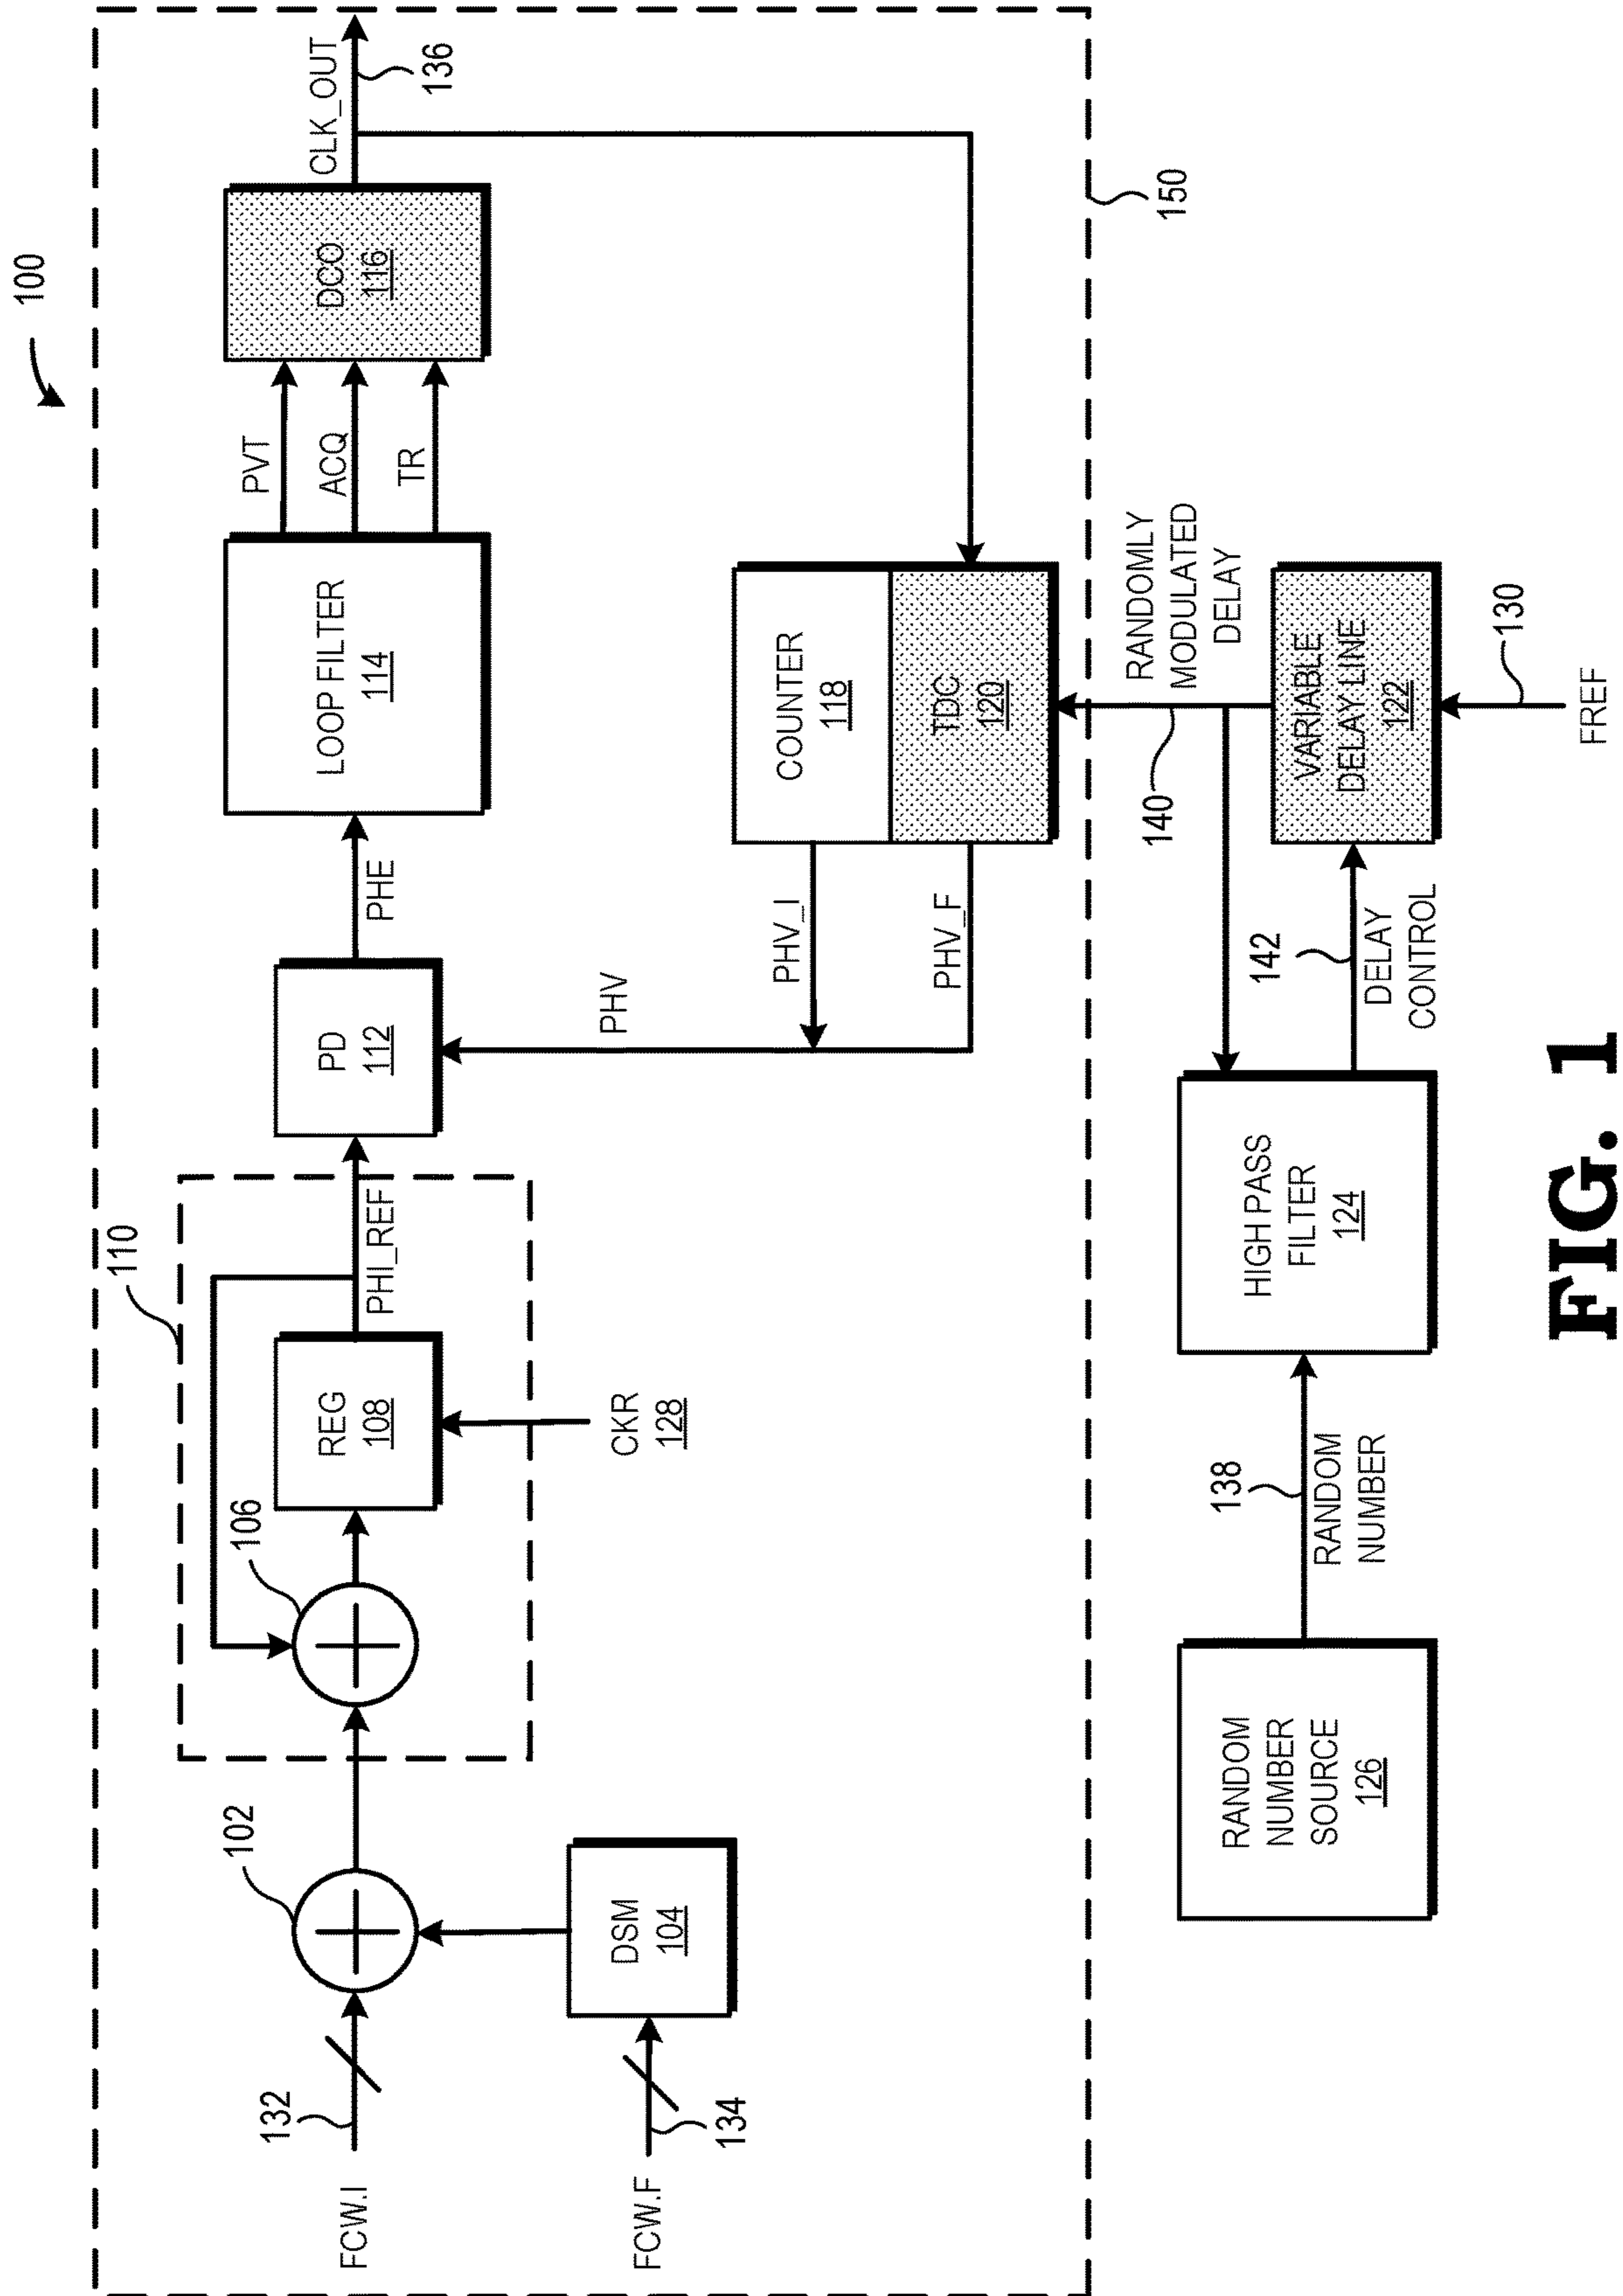 100
110
102
106
132
FCW.I
REG
108
PHI_REF
PD
112
PHE
LOOP FILTER
114
PVT
ACQ
TR
DCO
116
CLK_OUT
136
134
FCW.F
DSM
104
CKR
128
PHV
PHV_I
PHV_F
COUNTER
118
TDC
120
150
RANDOM
NUMBER
SOURCE
126
138
RANDOM
NUMBER
HIGH PASS
FILTER
124
142
DELAY
CONTROL
140
RANDOMLY
MODULATED
DELAY
VARIABLE
DELAY LINE
122
130
FREF
FIG. 1